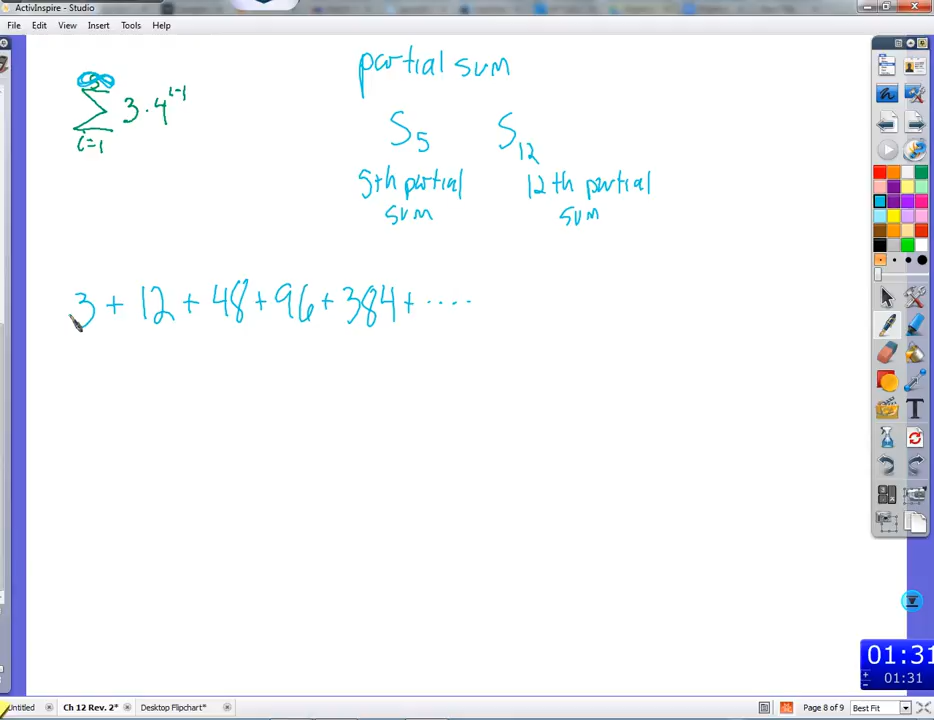 ActivInspire - Studio
File Edit View Insert Tools Help
partial sum
∞
∑ 3 · 4^(i-1)
i=1
S₅ S₁₂
5th partial sum
12th partial sum
3 + 12 + 48 + 96 + 384 + ....
01:31
01:31
Untitled Ch 12 Rev. 2* Desktop Flipchart* Page 8 of 9 Best Fit